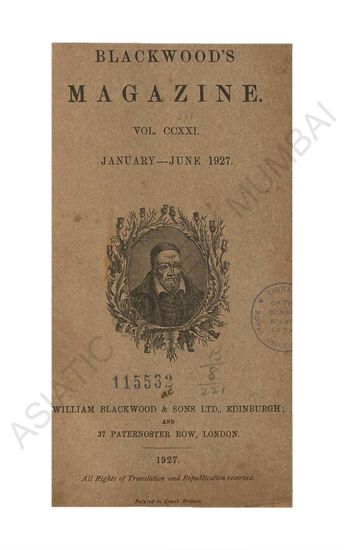 BLACKWOOD'S
MAGAZINE.
VOL. CCXXI.
JANUARY—JUNE 1927.
115532
WILLIAM BLACKWOOD & SONS LTD., EDINBURGH;
AND
37 PATERNOSTER ROW, LONDON.
1927.
All Rights of Translation and Republication reserved.
Printed in Great Britain
ASIATIC
MUMBAI